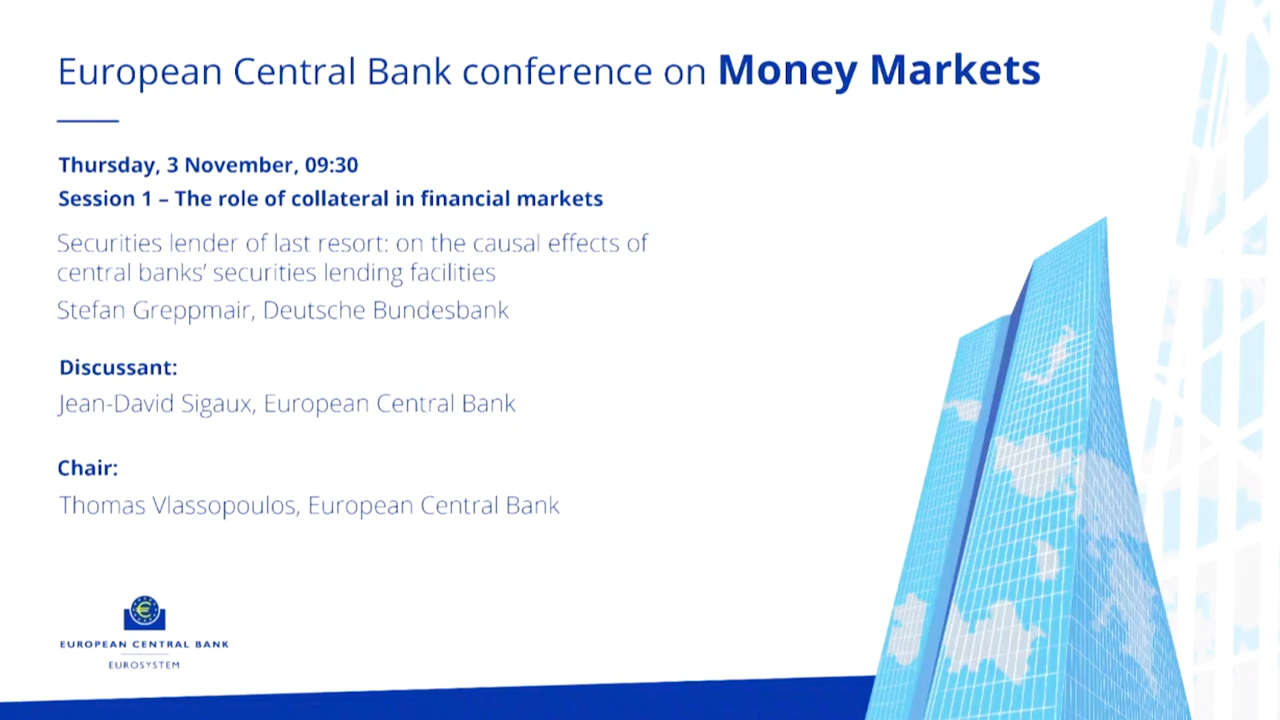 European Central Bank conference on Money Markets
Thursday, 3 November, 09:30
Session 1 – The role of collateral in financial markets
Securities lender of last resort: on the causal effects of
central banks’ securities lending facilities
Stefan Greppmair, Deutsche Bundesbank
Discussant:
Jean-David Sigaux, European Central Bank
Chair:
Thomas Vlassopoulos, European Central Bank
€
EUROPEAN CENTRAL BANK
EUROSYSTEM